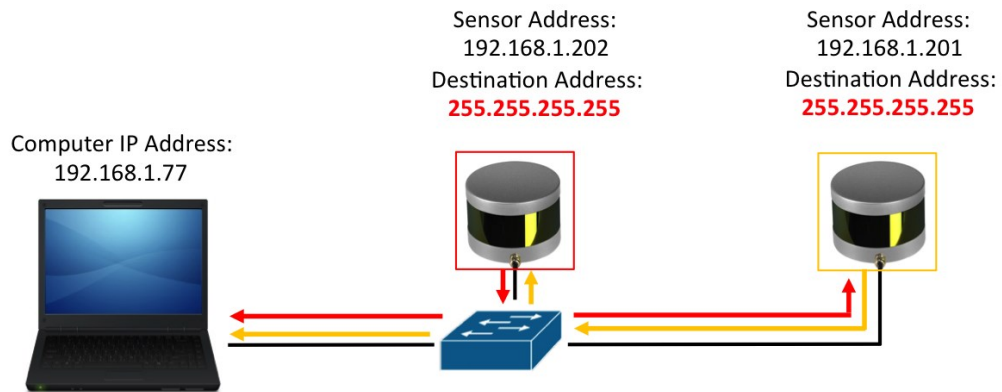 Sensor Address:
192.168.1.202
Destination Address:
255.255.255.255
Sensor Address:
192.168.1.201
Destination Address:
255.255.255.255
Computer IP Address:
192.168.1.77